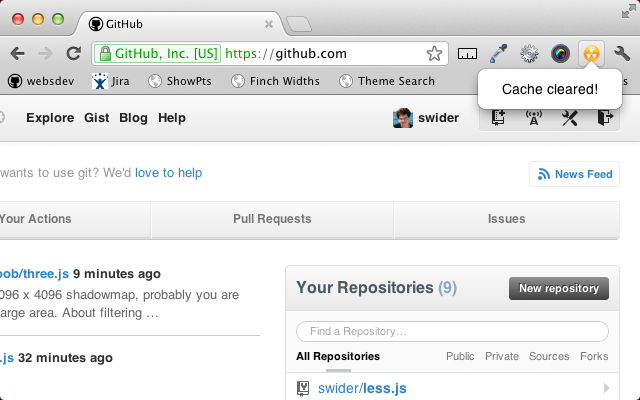 GitHub
GitHub, Inc. [US] https://github.com
websdev Jira ShowPts Finch Widths Theme Search
Cache cleared!
Explore Gist Blog Help swider
wants to use git? We'd love to help
News Feed
Your Actions Pull Requests Issues
oob/three.js 9 minutes ago
096 x 4096 shadowmap, probably you are
arge area. About filtering …
.js 32 minutes ago
Your Repositories (9) New repository
Find a Repository…
All Repositories Public Private Sources Forks
swider/less.js